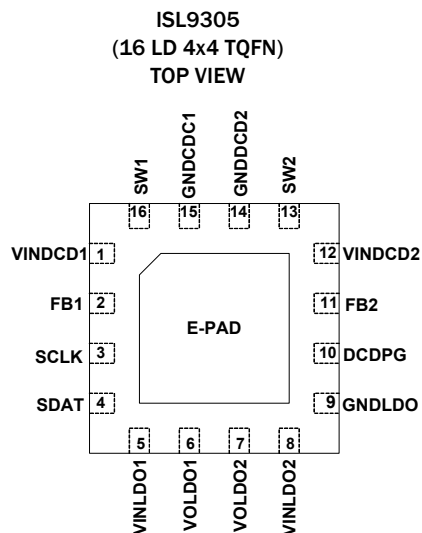 ISL9305
(16 LD 4x4 TQFN)
TOP VIEW
SW1
GNDCDC1
GNDDCD2
SW2
16
15
14
13
VINDCD1 1
12 VINDCD2
FB1 2
11 FB2
E-PAD
SCLK 3
10 DCDPG
SDAT 4
9 GNDLDO
5
6
7
8
VINLDO1
VOLDO1
VOLDO2
VINLDO2